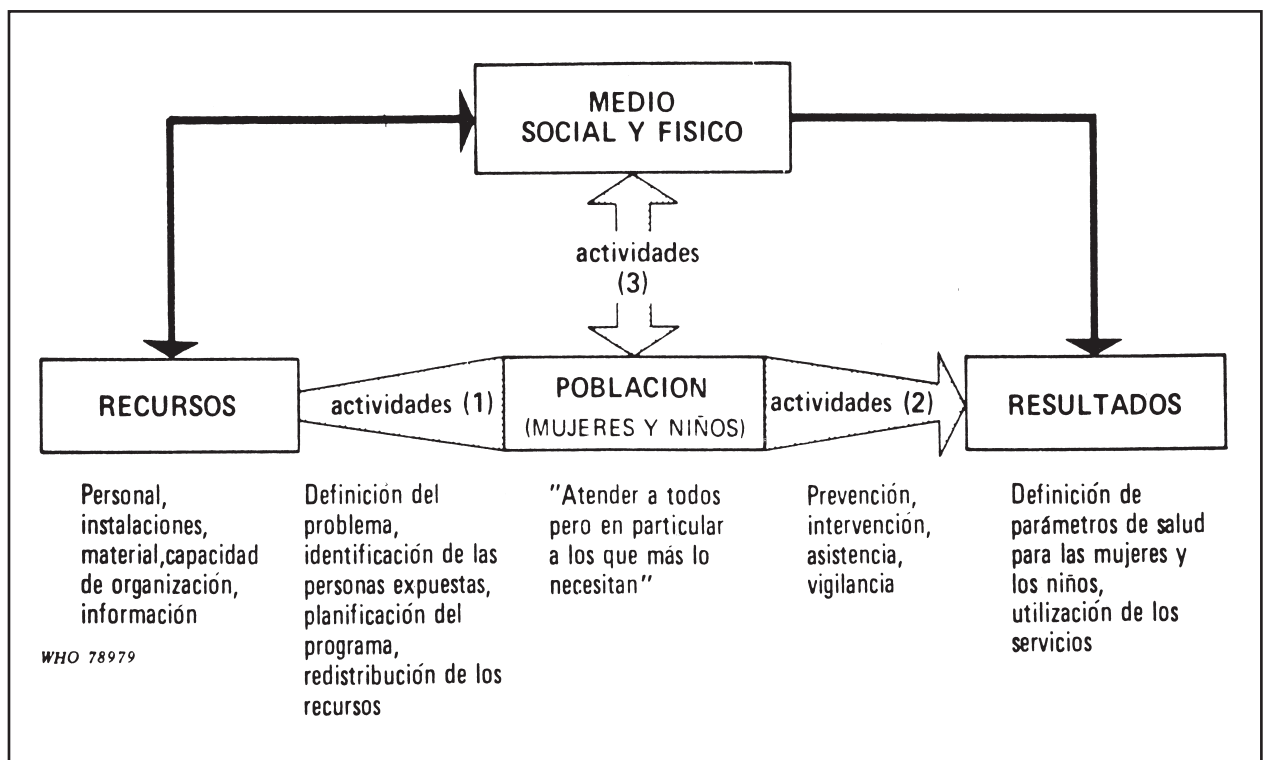 MEDIO
SOCIAL Y FISICO
actividades
(3)
RECURSOS
actividades (1)
POBLACION
(MUJERES Y NIÑOS)
actividades (2)
RESULTADOS
Personal,
instalaciones,
material,capacidad
de organización,
información
Definición del
problema,
identificación de las
personas expuestas,
planificación del
programa,
redistribución de los
recursos
"Atender a todos
pero en particular
a los que más lo
necesitan"
Prevención,
intervención,
asistencia,
vigilancia
Definición de
parámetros de salud
para las mujeres y
los niños,
utilización de los
servicios
WHO 78979